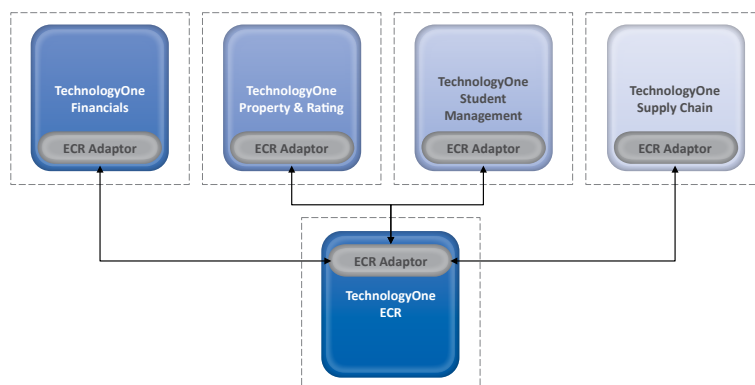 TechnologyOne
Financials
ECR Adaptor
TechnologyOne
Property & Rating
ECR Adaptor
TechnologyOne
Student
Management
ECR Adaptor
TechnologyOne
Supply Chain
ECR Adaptor
ECR Adaptor
TechnologyOne
ECR